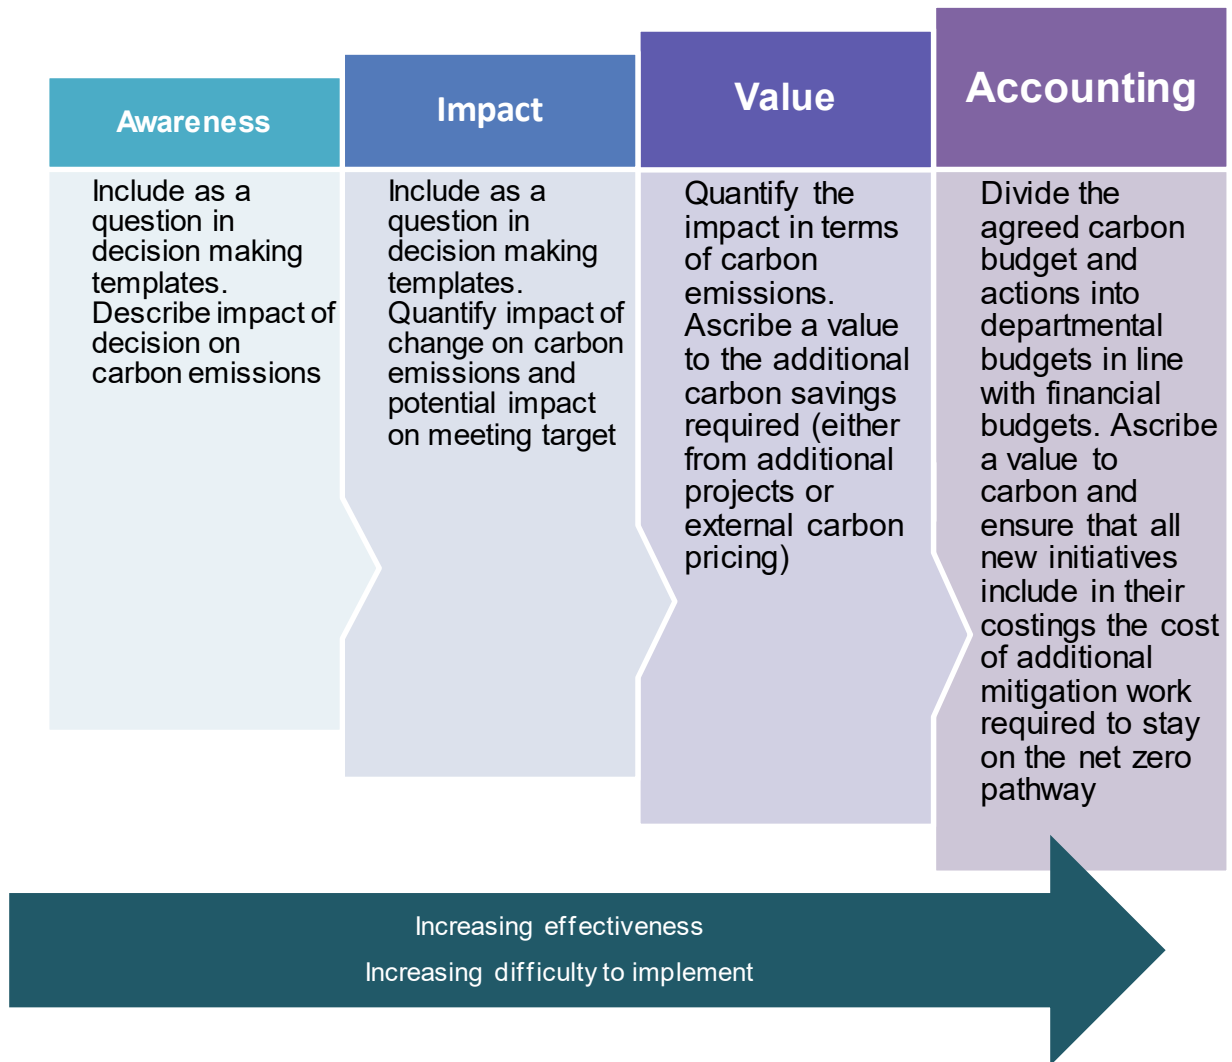 Awareness
Include as a
question in
decision making
templates.
Describe impact of
decision on
carbon emissions
Impact
Include as a
question in
decision making
templates.
Quantify impact of
change on carbon
emissions and
potential impact
on meeting target
Value
Quantify the
impact in terms
of carbon
emissions.
Ascribe a value
to the additional
carbon savings
required (either
from additional
projects or
external carbon
pricing)
Accounting
Divide the
agreed carbon
budget and
actions into
departmental
budgets in line
with financial
budgets. Ascribe
a value to
carbon and
ensure that all
new initiatives
include in their
costings the cost
of additional
mitigation work
required to stay
on the net zero
pathway
Increasing effectiveness
Increasing difficulty to implement